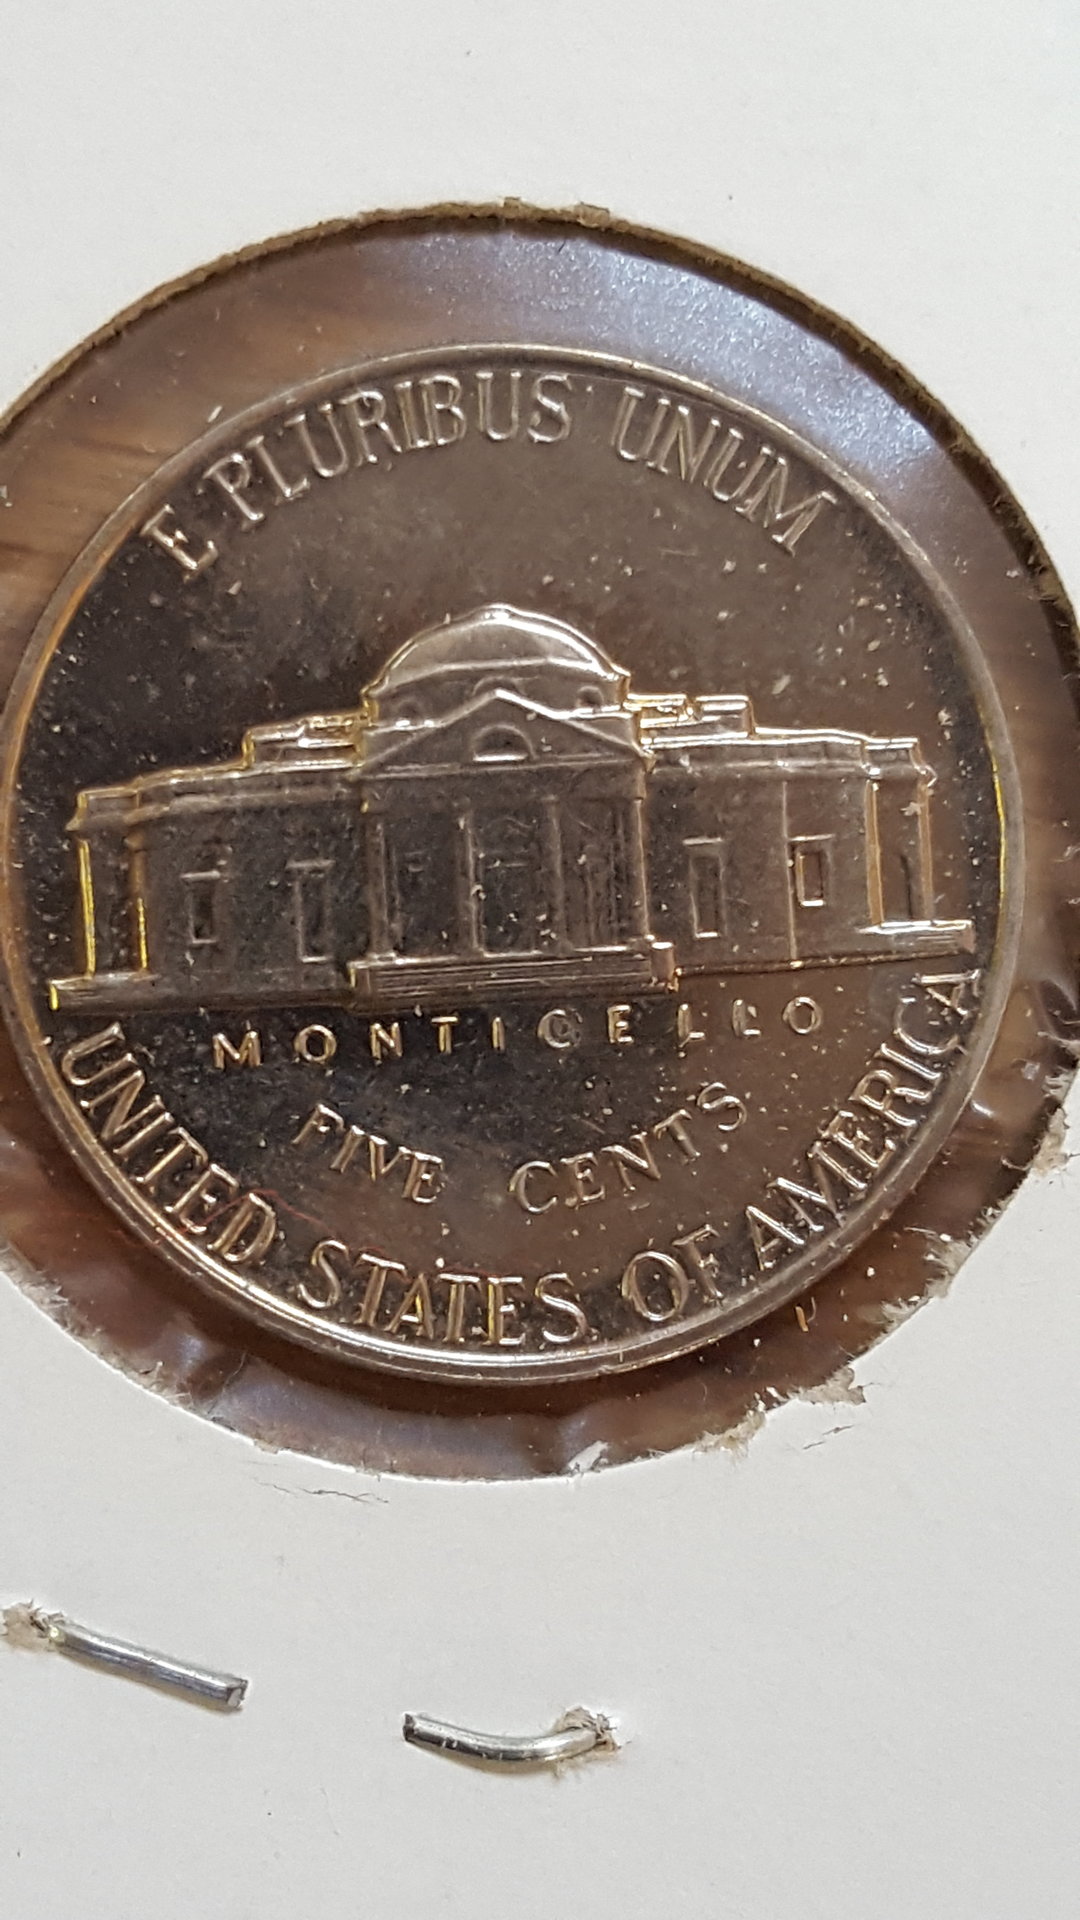 E PLURIBUS UNUM
MONTICELLO
FIVE CENTS
UNITED STATES OF AMERICA